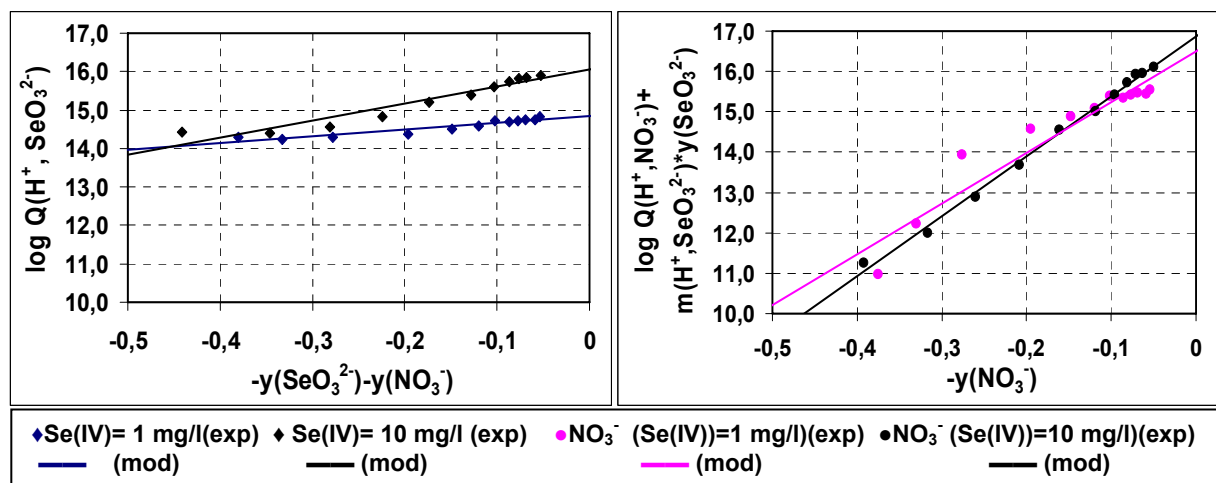 log Q(H⁺, SeO₃²⁻)
17,0
16,0
15,0
14,0
13,0
12,0
11,0
10,0
-0,5 -0,4 -0,3 -0,2 -0,1 0
-y(SeO₃²⁻)-y(NO₃⁻)
log Q(H⁺,NO₃⁻)+
m(H⁺,SeO₃²⁻)*y(SeO₃²⁻)
17,0
16,0
15,0
14,0
13,0
12,0
11,0
10,0
-0,5 -0,4 -0,3 -0,2 -0,1 0
-y(NO₃⁻)
Se(IV)= 1 mg/l(exp) Se(IV)= 10 mg/l (exp) NO₃⁻ (Se(IV))=1 mg/l)(exp) NO₃⁻ (Se(IV))=10 mg/l)(exp)
(mod) (mod) (mod) (mod)